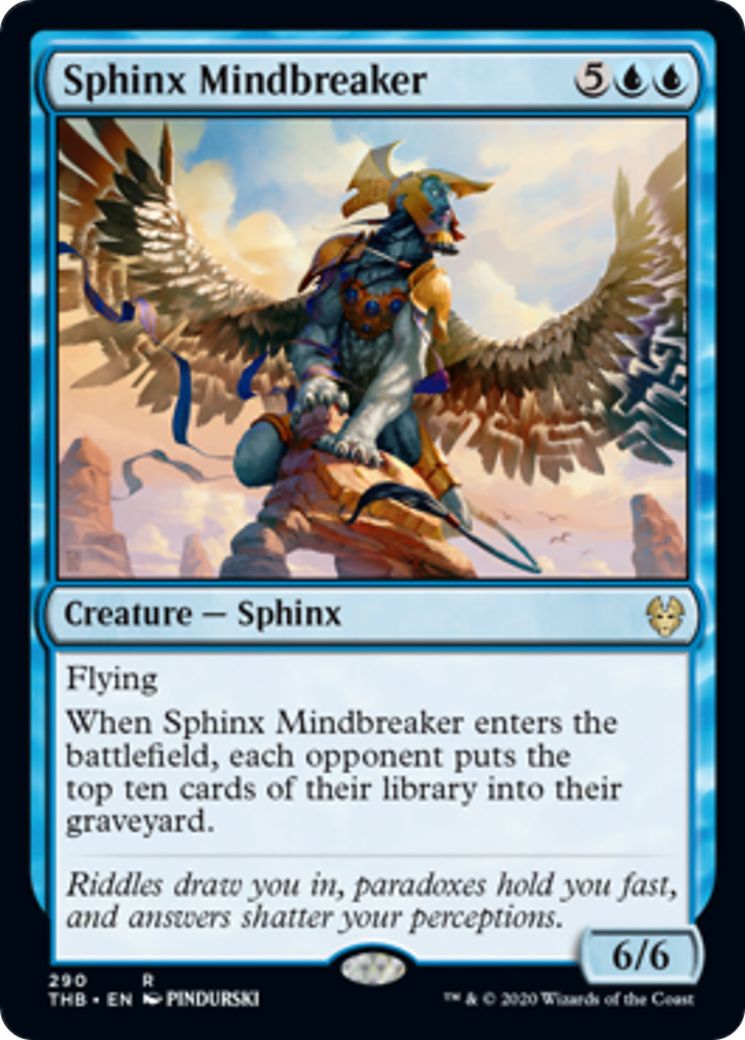 Sphinx Mindbreaker 5
Creature — Sphinx
Flying
When Sphinx Mindbreaker enters the
battlefield, each opponent puts the
top ten cards of their library into their
graveyard.
Riddles draw you in, paradoxes hold you fast,
and answers shatter your perceptions.
6/6
290 R
THB • EN PINDURSKI
™ & © 2020 Wizards of the Coast